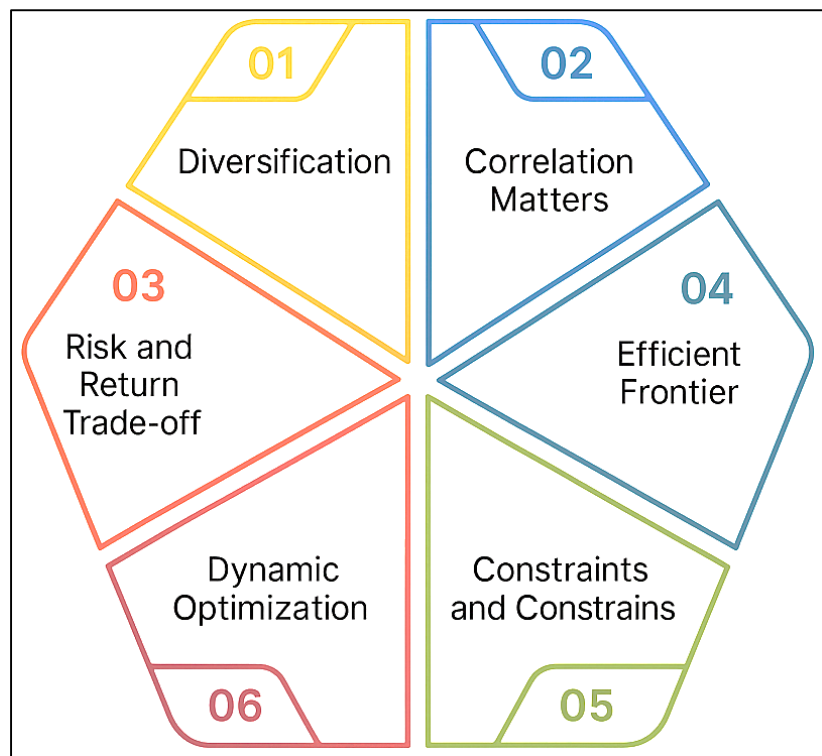 01
Diversification
02
Correlation
Matters
03
Risk and
Return
Trade-off
04
Efficient
Frontier
05
Constraints
and Constrains
06
Dynamic
Optimization